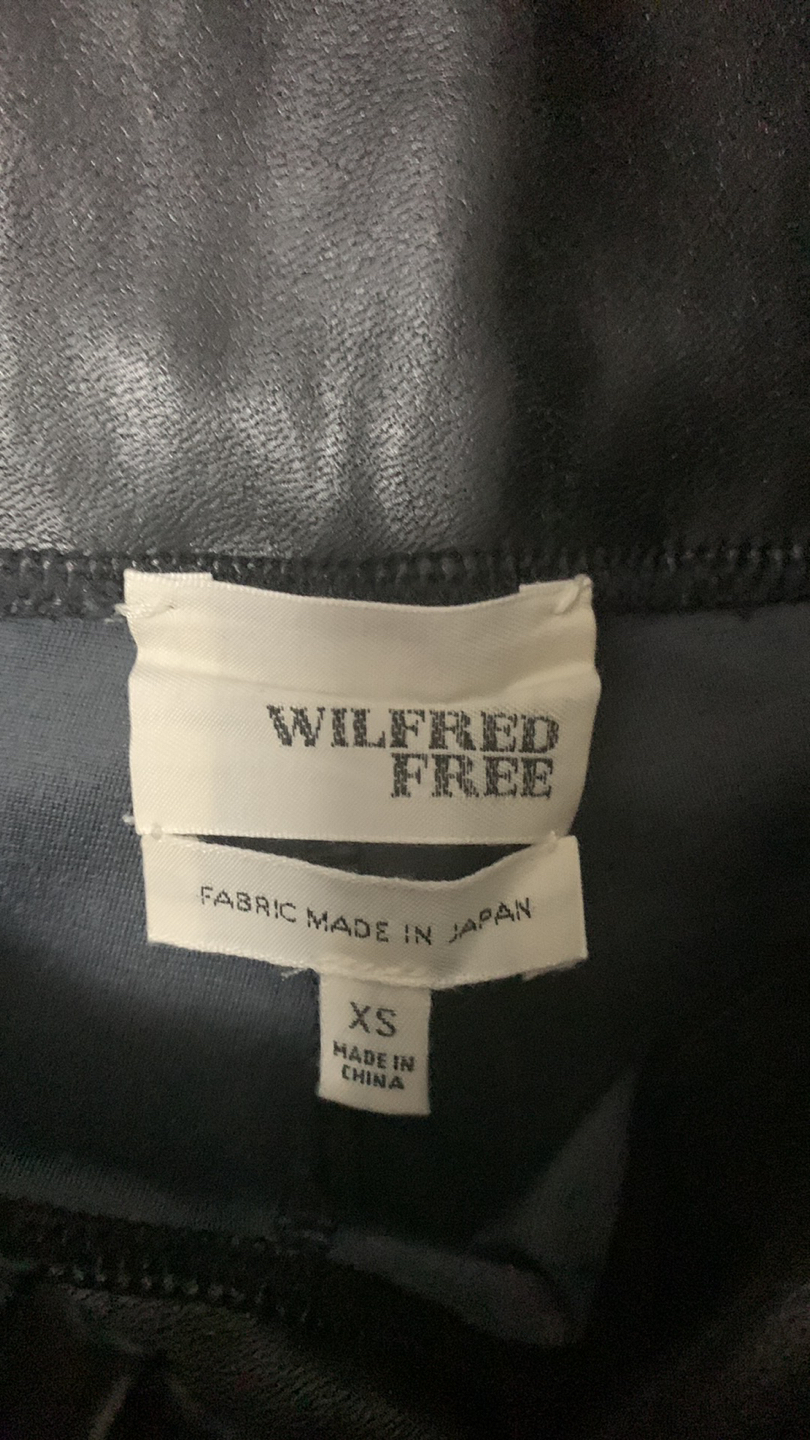 WILFRED
FREE
FABRIC MADE IN JAPAN
XS
MADE IN
CHINA